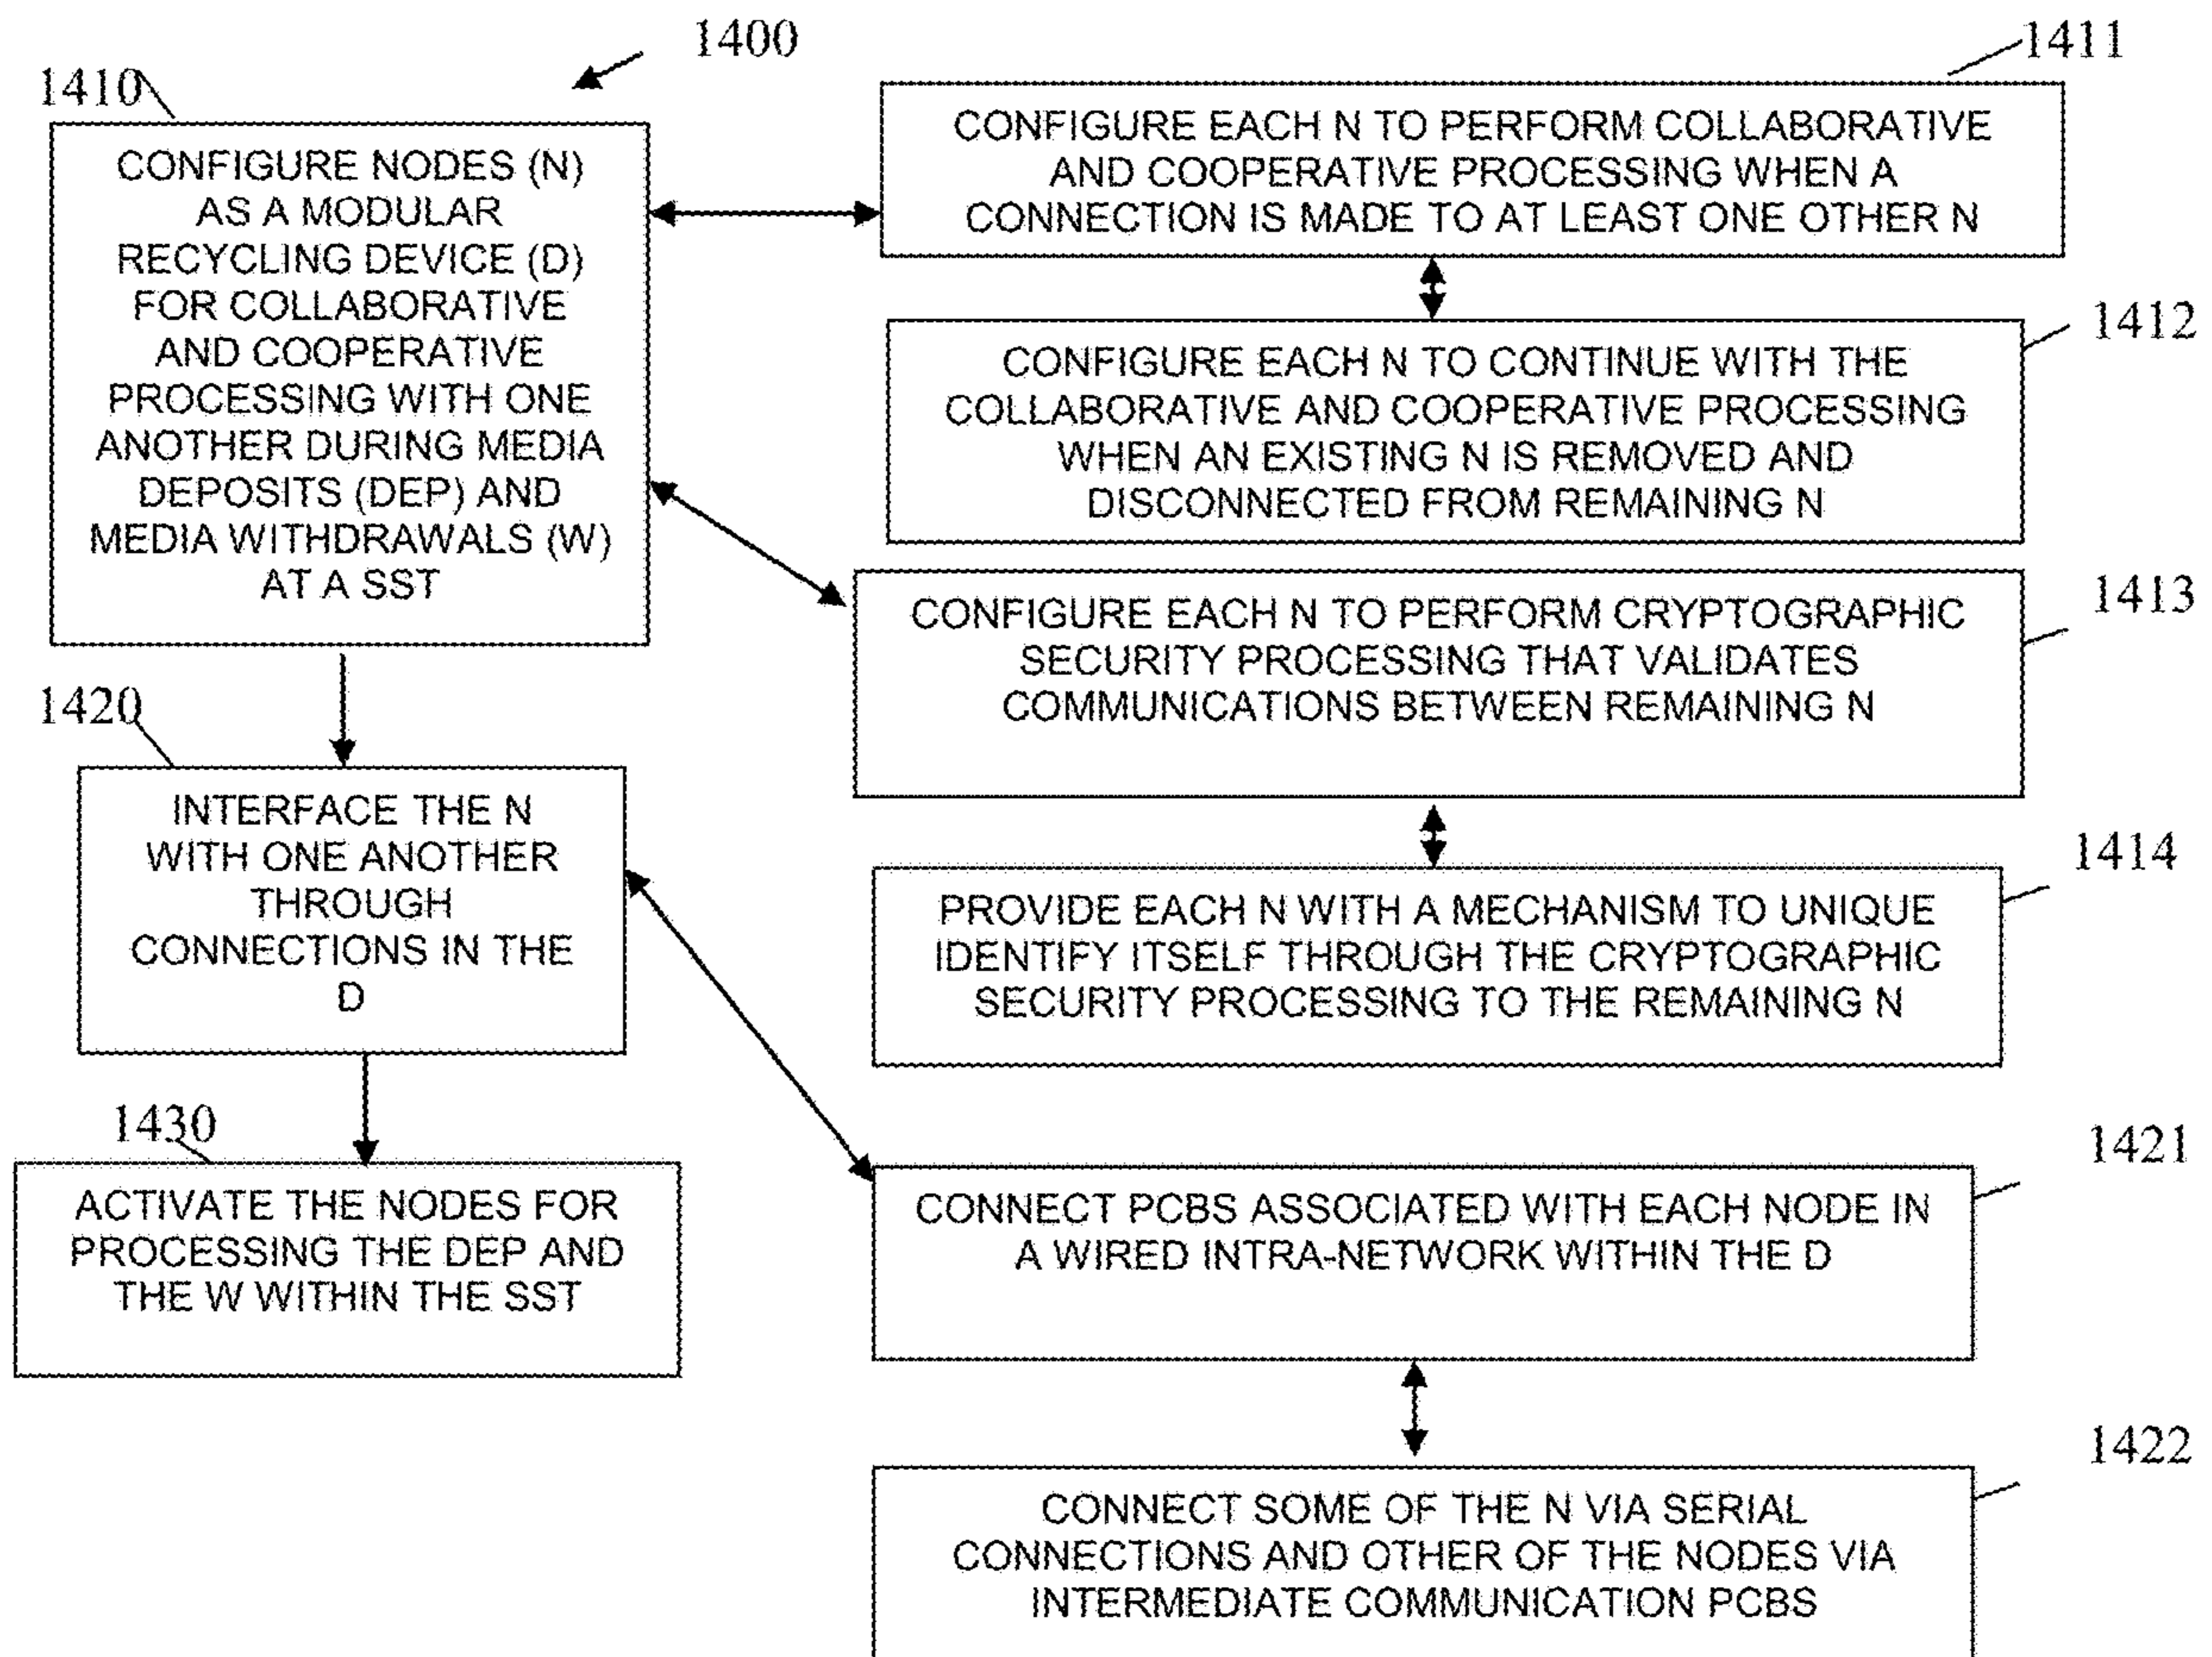 1400
1410
CONFIGURE NODES (N)
AS A MODULAR
RECYCLING DEVICE (D)
FOR COLLABORATIVE
AND COOPERATIVE
PROCESSING WITH ONE
ANOTHER DURING MEDIA
DEPOSITS (DEP) AND
MEDIA WITHDRAWALS (W)
AT A SST
1411
CONFIGURE EACH N TO PERFORM COLLABORATIVE
AND COOPERATIVE PROCESSING WHEN A
CONNECTION IS MADE TO AT LEAST ONE OTHER N
1412
CONFIGURE EACH N TO CONTINUE WITH THE
COLLABORATIVE AND COOPERATIVE PROCESSING
WHEN AN EXISTING N IS REMOVED AND
DISCONNECTED FROM REMAINING N
1413
CONFIGURE EACH N TO PERFORM CRYPTOGRAPHIC
SECURITY PROCESSING THAT VALIDATES
COMMUNICATIONS BETWEEN REMAINING N
1414
PROVIDE EACH N WITH A MECHANISM TO UNIQUE
IDENTIFY ITSELF THROUGH THE CRYPTOGRAPHIC
SECURITY PROCESSING TO THE REMAINING N
1420
INTERFACE THE N
WITH ONE ANOTHER
THROUGH
CONNECTIONS IN THE
D
1421
CONNECT PCBS ASSOCIATED WITH EACH NODE IN
A WIRED INTRA-NETWORK WITHIN THE D
1422
CONNECT SOME OF THE N VIA SERIAL
CONNECTIONS AND OTHER OF THE NODES VIA
INTERMEDIATE COMMUNICATION PCBS
1430
ACTIVATE THE NODES FOR
PROCESSING THE DEP AND
THE W WITHIN THE SST